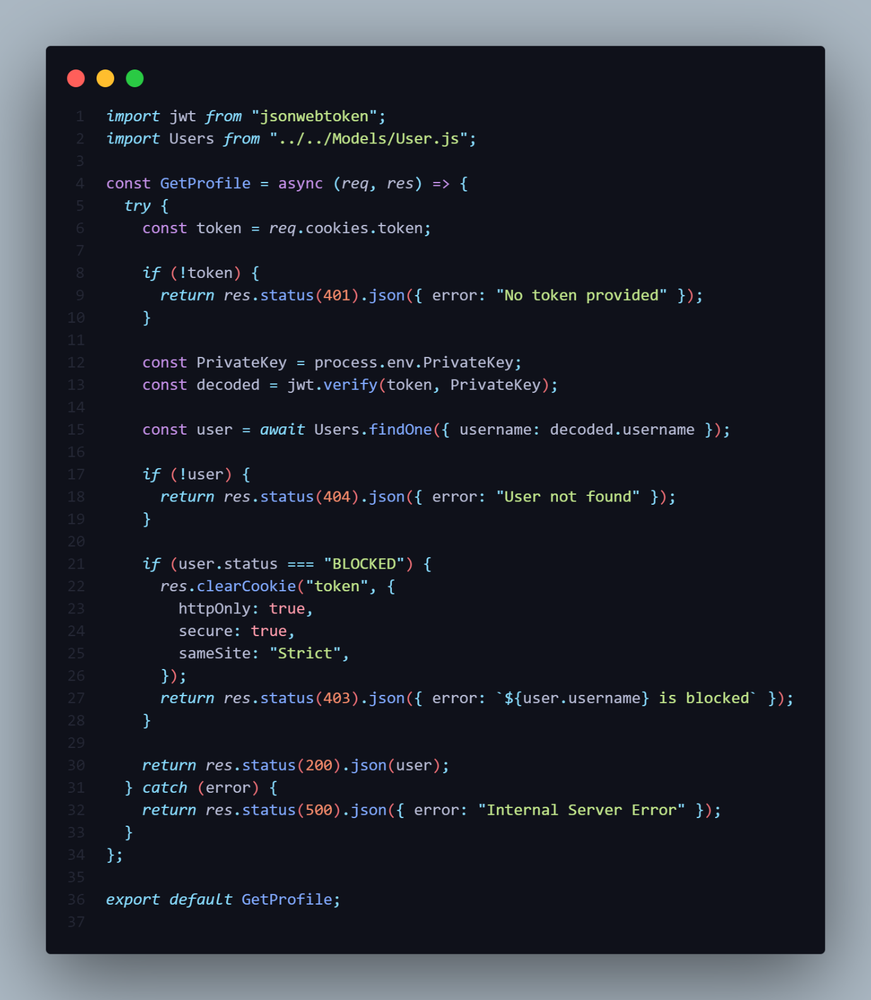 1 import jwt from "jsonwebtoken";
2 import Users from "../../Models/User.js";
3
4 const GetProfile = async (req, res) => {
5   try {
6     const token = req.cookies.token;
7
8     if (!token) {
9       return res.status(401).json({ error: "No token provided" });
10     }
11
12     const PrivateKey = process.env.PrivateKey;
13     const decoded = jwt.verify(token, PrivateKey);
14
15     const user = await Users.findOne({ username: decoded.username });
16
17     if (!user) {
18       return res.status(404).json({ error: "User not found" });
19     }
20
21     if (user.status === "BLOCKED") {
22       res.clearCookie("token", {
23         httpOnly: true,
24         secure: true,
25         sameSite: "Strict",
26       });
27       return res.status(403).json({ error: `${user.username} is blocked` });
28     }
29
30     return res.status(200).json(user);
31   } catch (error) {
32     return res.status(500).json({ error: "Internal Server Error" });
33   }
34 };
35
36 export default GetProfile;
37